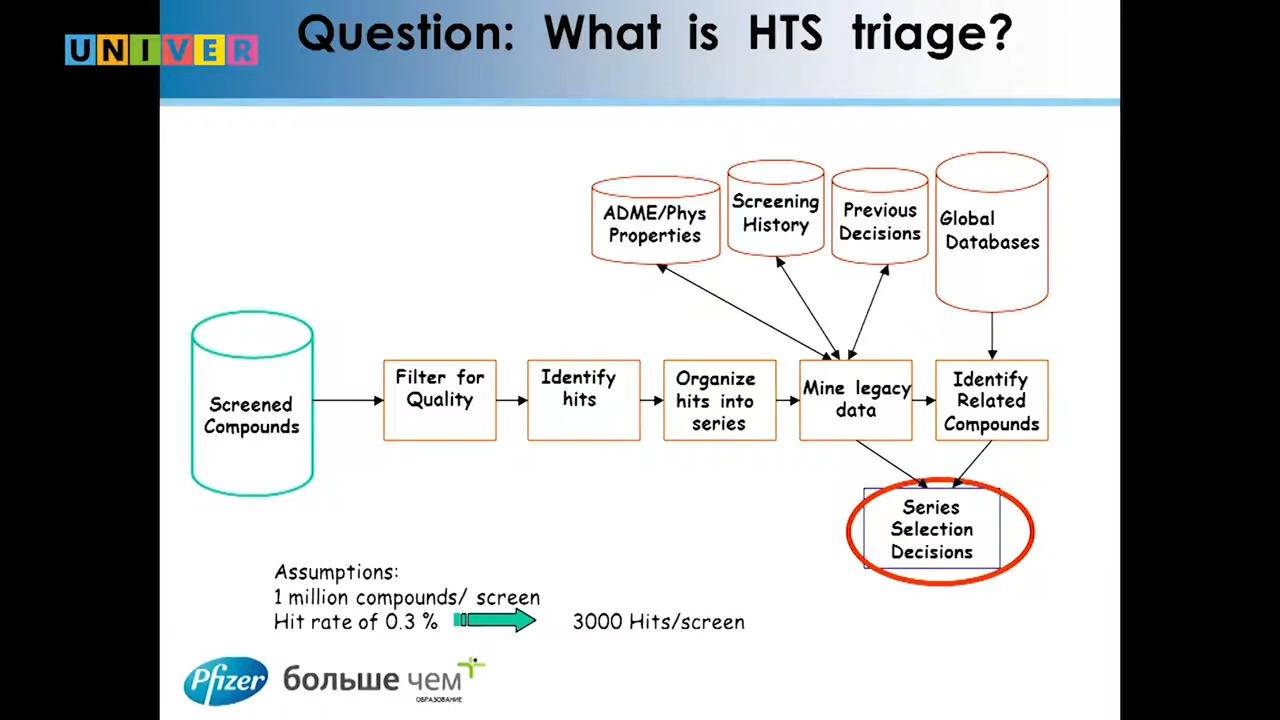 UNIVER
Question: What is HTS triage?
ADME/Phys
Properties
Screening
History
Previous
Decisions
Global
Databases
Screened
Compounds
Filter for
Quality
Identify
hits
Organize
hits into
series
Mine legacy
data
Identify
Related
Compounds
Series
Selection
Decisions
Assumptions:
1 million compounds/ screen
Hit rate of 0.3 %
3000 Hits/screen
Pfizer
больше чем
ОБРАЗОВАНИЕ